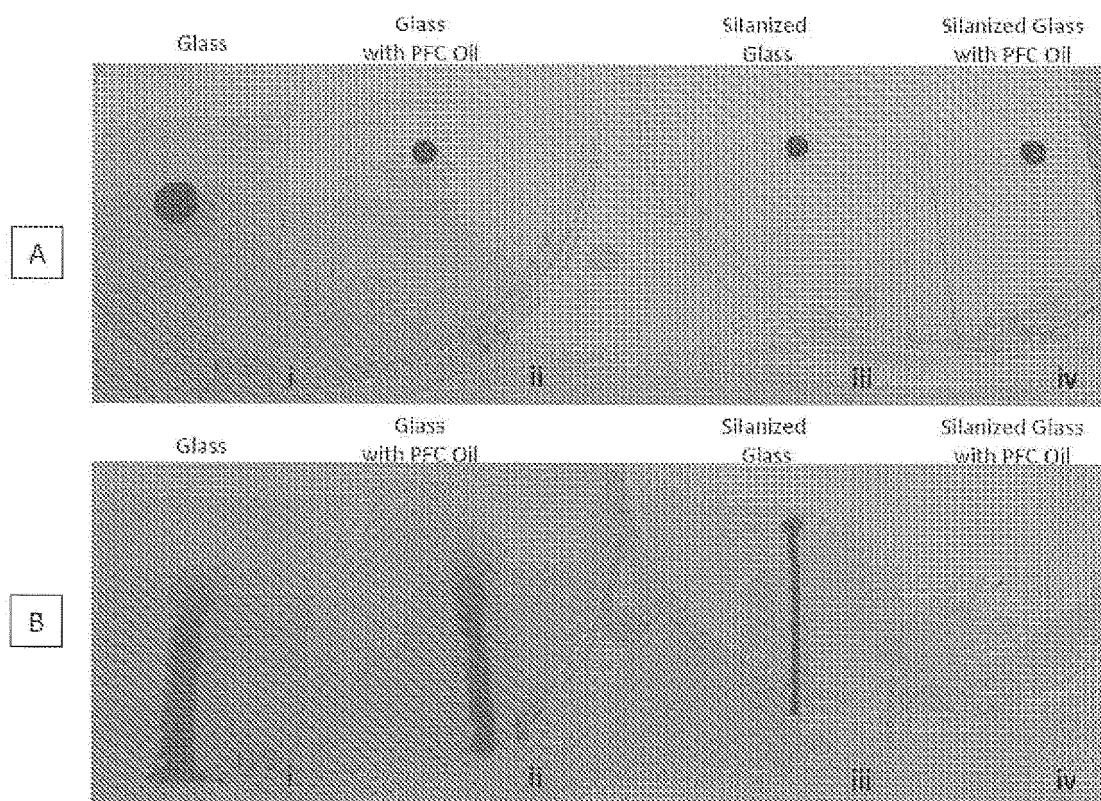 Glass
Glass
with PFC Oil
Silanized
Glass
Silanized Glass
with PFC Oil
A
i
ii
iii
iv
Glass
Glass
with PFC Oil
Silanized
Glass
Silanized Glass
with PFC Oil
B
i
ii
iii
iv